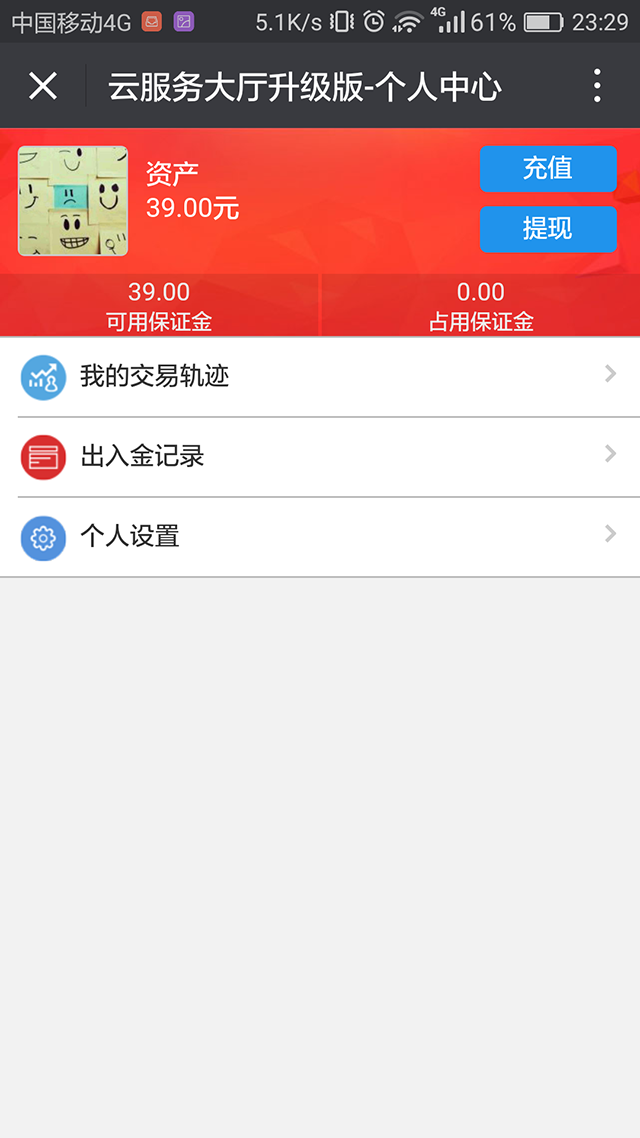 中国移动4G 5.1K/s 4G 61% 23:29
云服务大厅升级版-个人中心
资产
39.00元
充值
提现
39.00
可用保证金
0.00
占用保证金
我的交易轨迹
出入金记录
个人设置